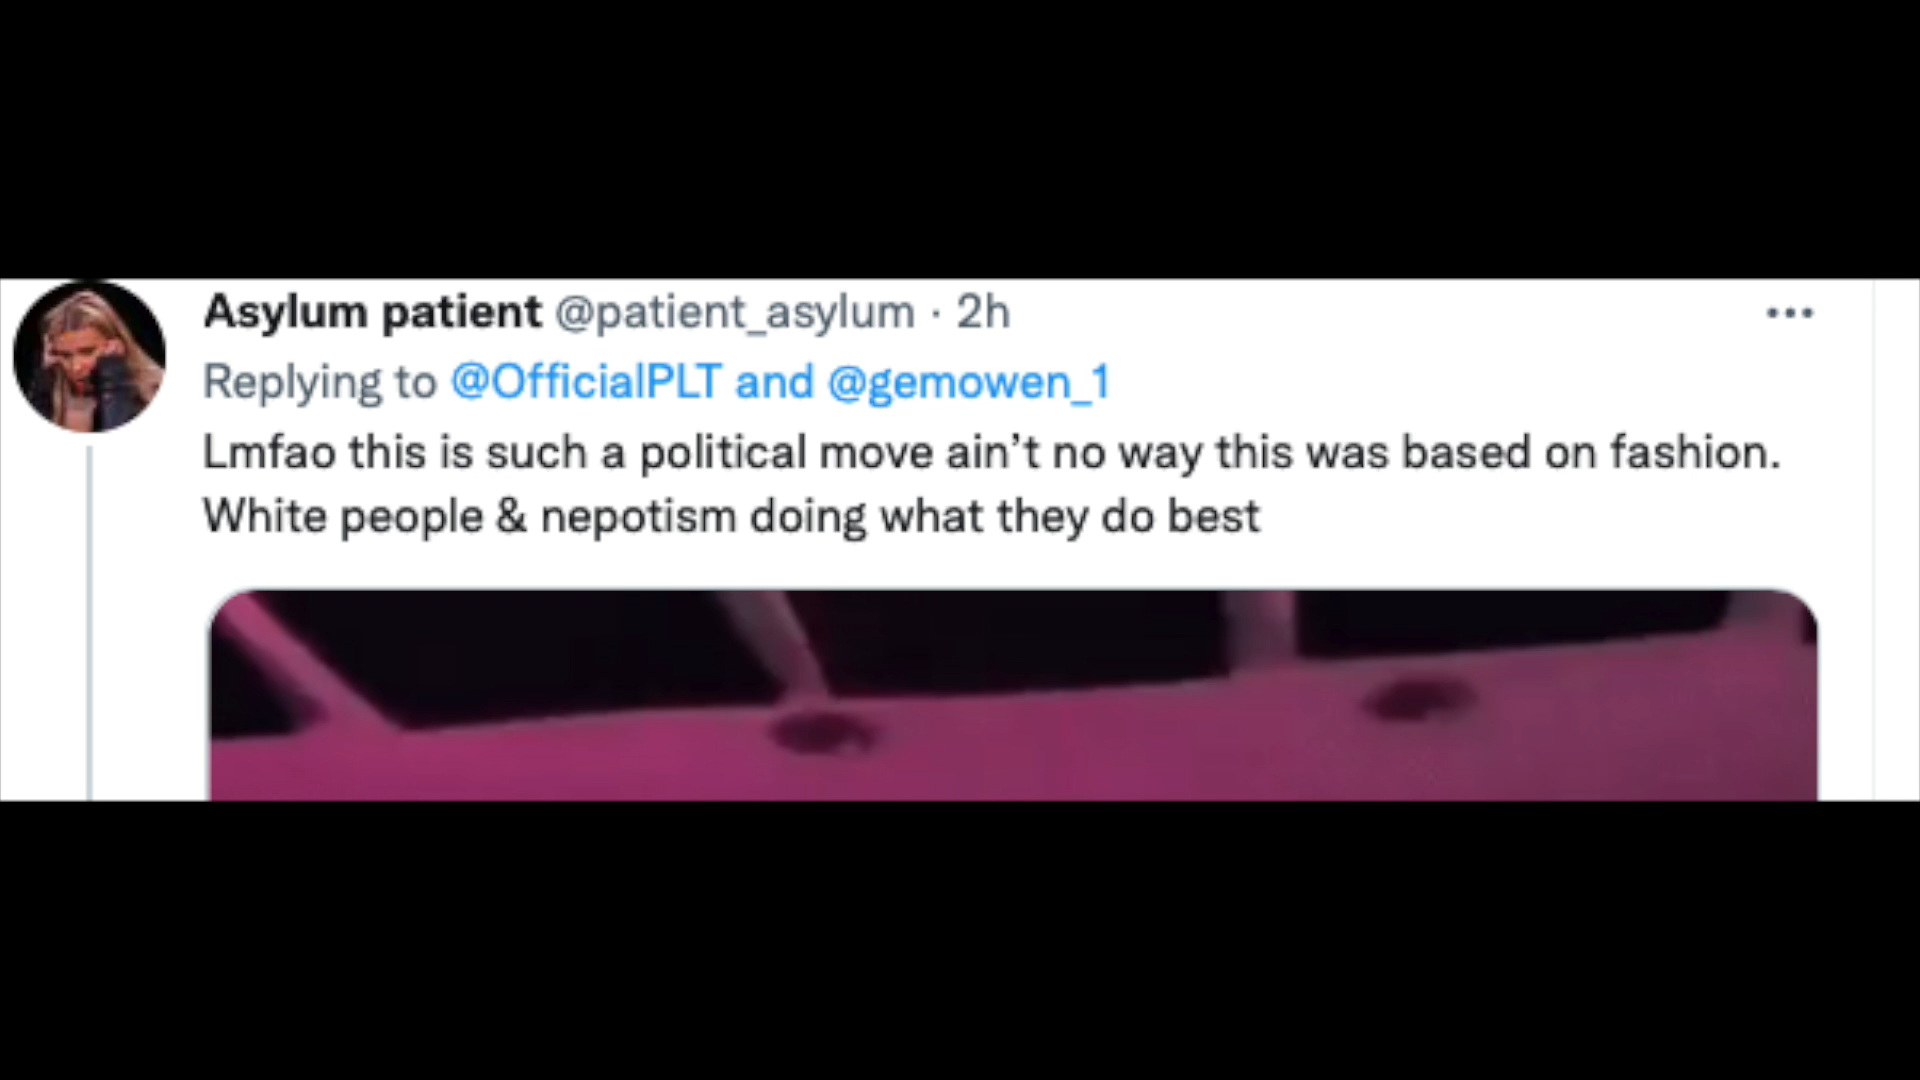 Asylum patient @patient_asylum · 2h
Replying to @OfficialPLT and @gemowen_1
Lmfao this is such a political move ain’t no way this was based on fashion.
White people & nepotism doing what they do best